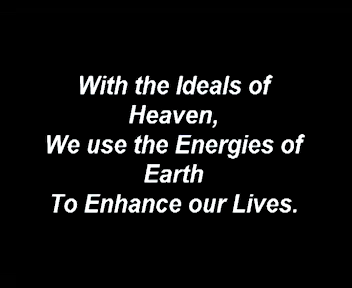 With the Ideals of
Heaven,
We use the Energies of
Earth
To Enhance our Lives.